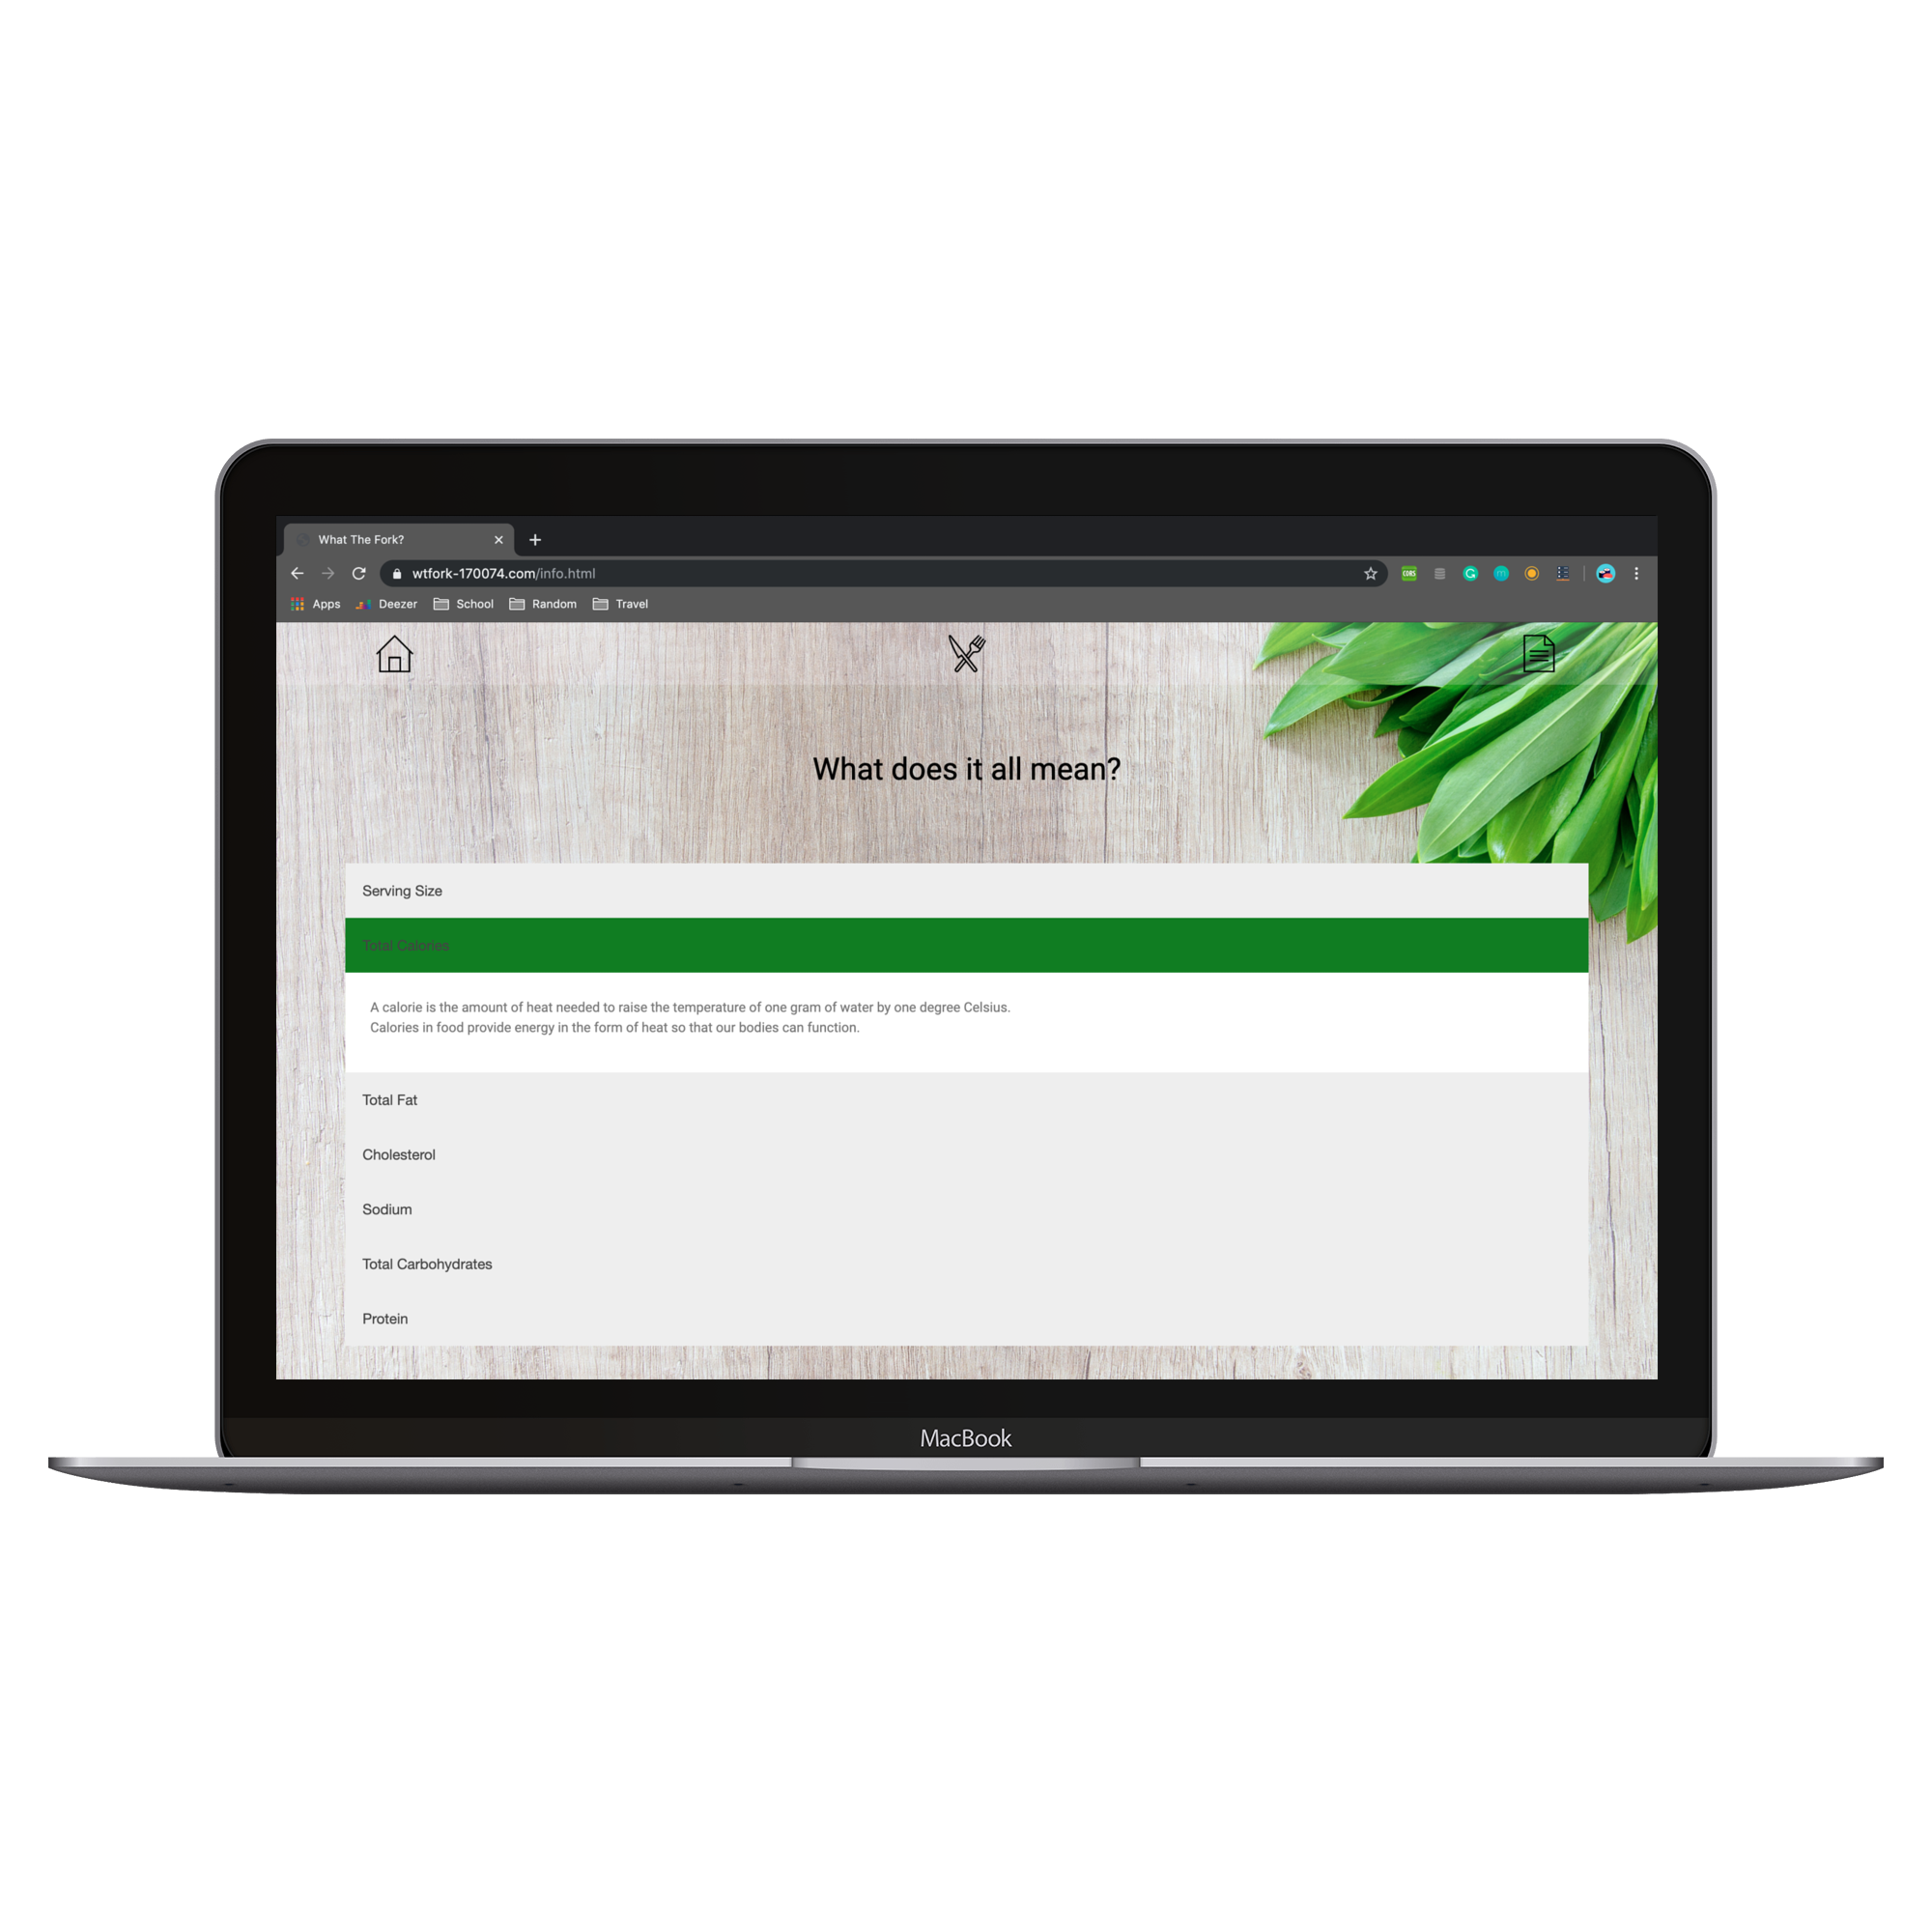 What The Fork?
wtfork-170074.com/info.html
CORS
Apps Deezer School Random Travel
What does it all mean?
Serving Size
Total Calories
A calorie is the amount of heat needed to raise the temperature of one gram of water by one degree Celsius.
Calories in food provide energy in the form of heat so that our bodies can function.
Total Fat
Cholesterol
Sodium
Total Carbohydrates
Protein
MacBook